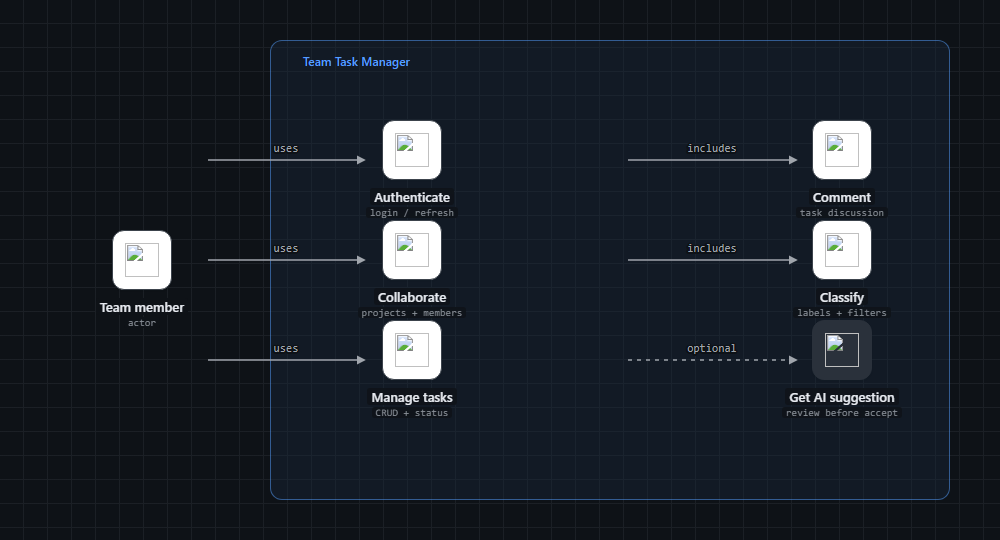 Team Task Manager
uses
includes
Authenticate
login / refresh
Comment
task discussion
uses
includes
Team member
actor
Collaborate
projects + members
Classify
labels + filters
uses
optional
Manage tasks
CRUD + status
Get AI suggestion
review before accept